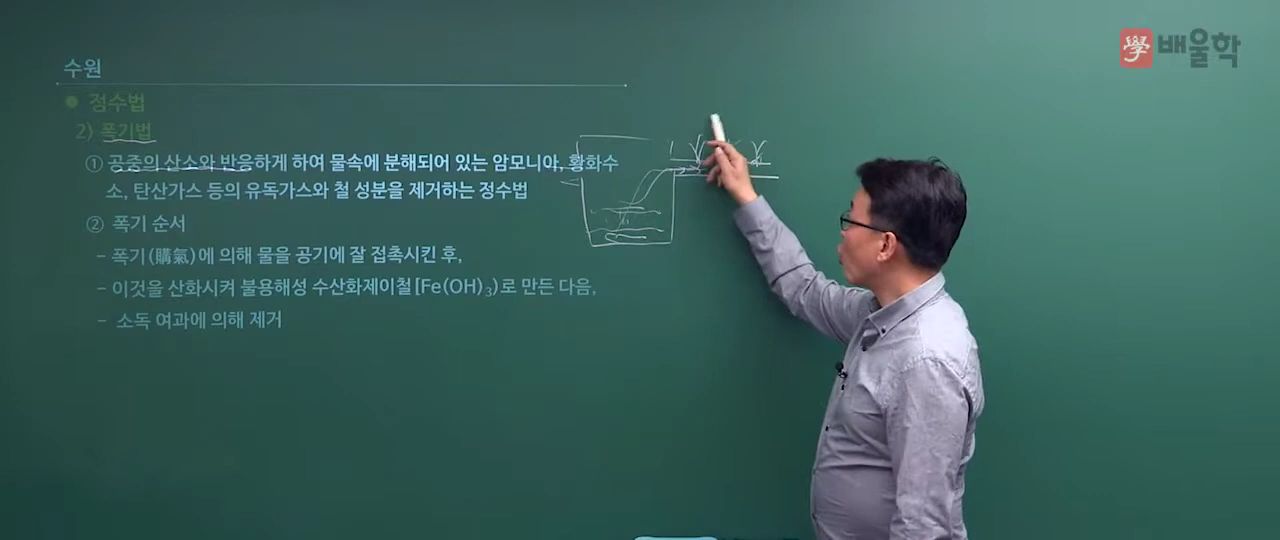 學 배울학
수원
● 정수법
2) 폭기법
① 공중의 산소와 반응하게 하여 물속에 분해되어 있는 암모니아, 황화수
소, 탄산가스 등의 유독가스와 철 성분을 제거하는 정수법
② 폭기 순서
- 폭기(購氣)에 의해 물을 공기에 잘 접촉시킨 후,
- 이것을 산화시켜 불용해성 수산화제이철[Fe(OH)₃]로 만든 다음,
- 소독 여과에 의해 제거